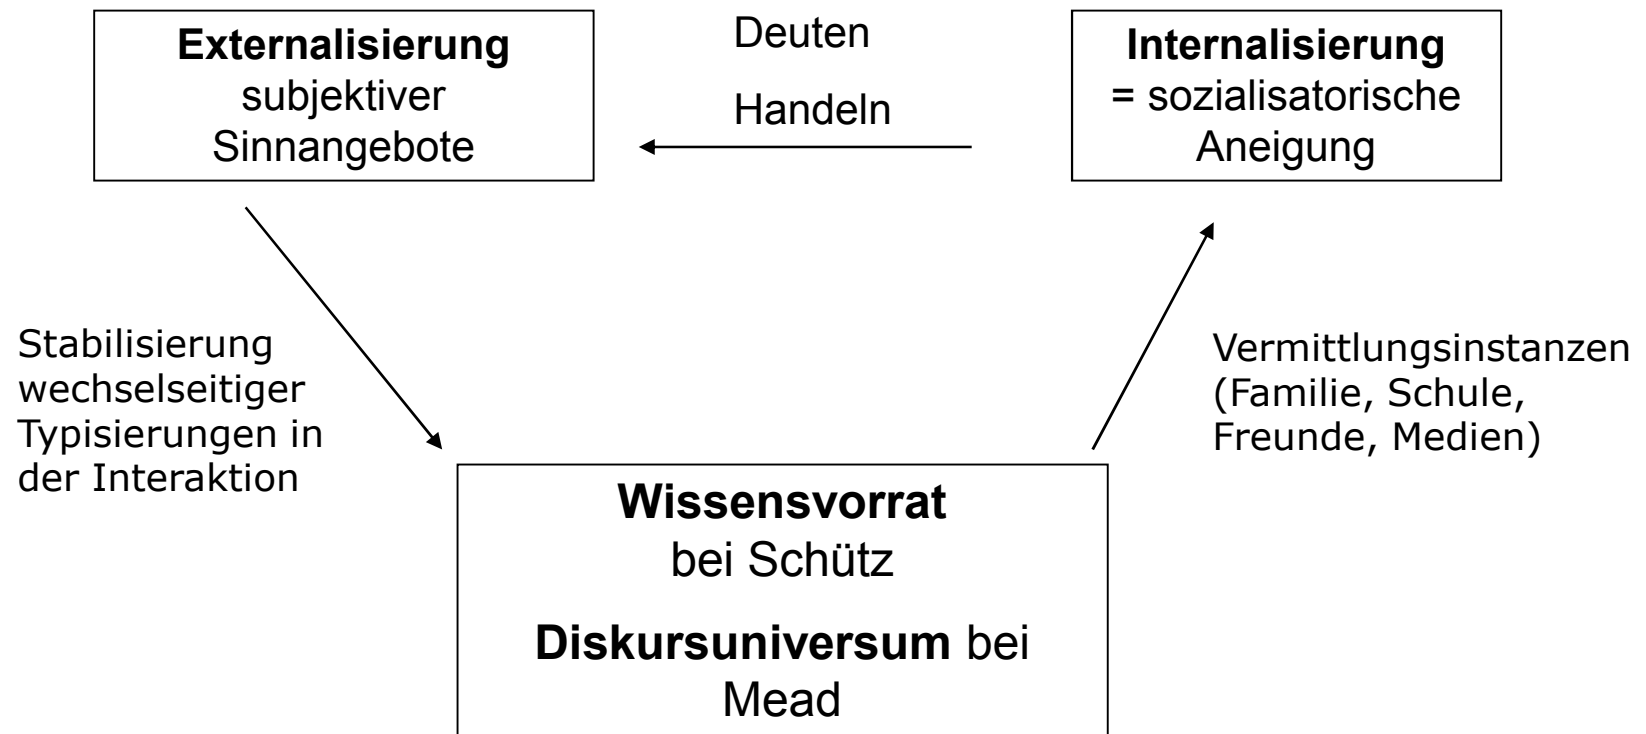 Externalisierung
subjektiver
Sinnangebote
Deuten
Handeln
Internalisierung
= sozialisatorische
Aneigung
Stabilisierung
wechselseitiger
Typisierungen in
der Interaktion
Vermittlungsinstanzen
(Familie, Schule,
Freunde, Medien)
Wissensvorrat
bei Schütz
Diskursuniversum bei
Mead